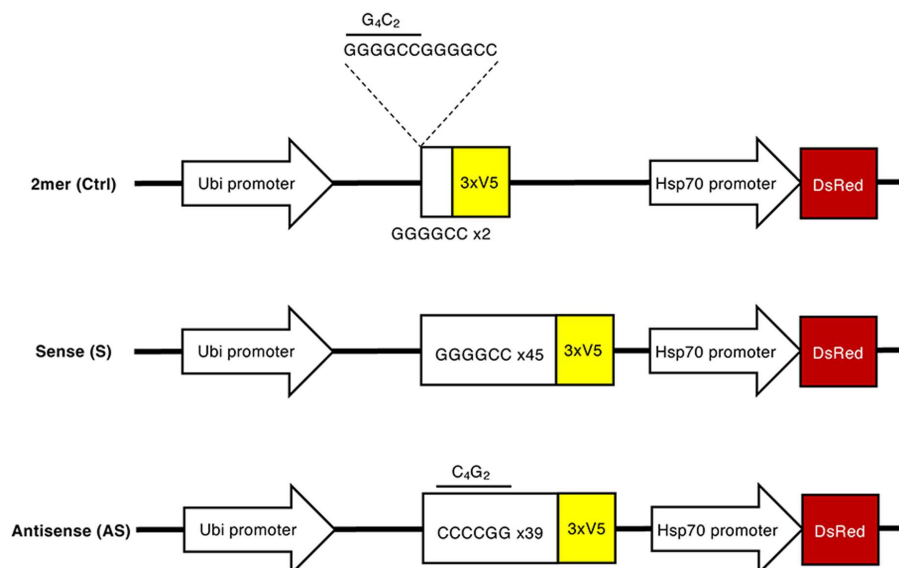 G₄C₂
GGGGCCGGGGCC
2mer (Ctrl)
Ubi promoter
3xV5
Hsp70 promoter
DsRed
GGGGCC x2
Sense (S)
Ubi promoter
GGGGCC x45
3xV5
Hsp70 promoter
DsRed
C₄G₂
Antisense (AS)
Ubi promoter
CCCCGG x39
3xV5
Hsp70 promoter
DsRed